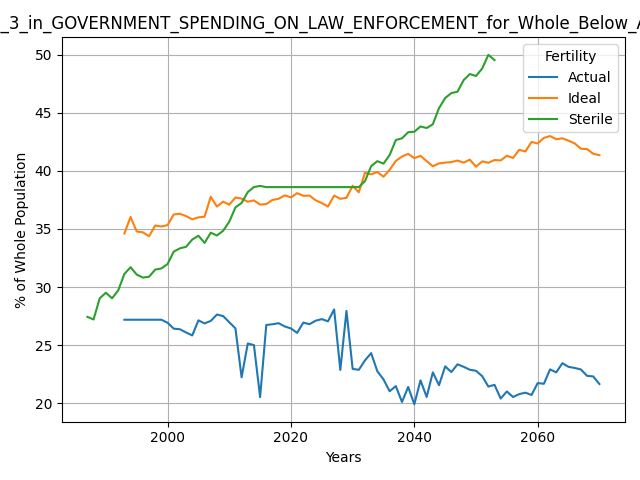 _3_in_GOVERNMENT_SPENDING_ON_LAW_ENFORCEMENT_for_Whole_Below_A
Fertility
Actual
Ideal
Sterile
% of Whole Population
50
45
40
35
30
25
20
2000
2020
2040
2060
Years